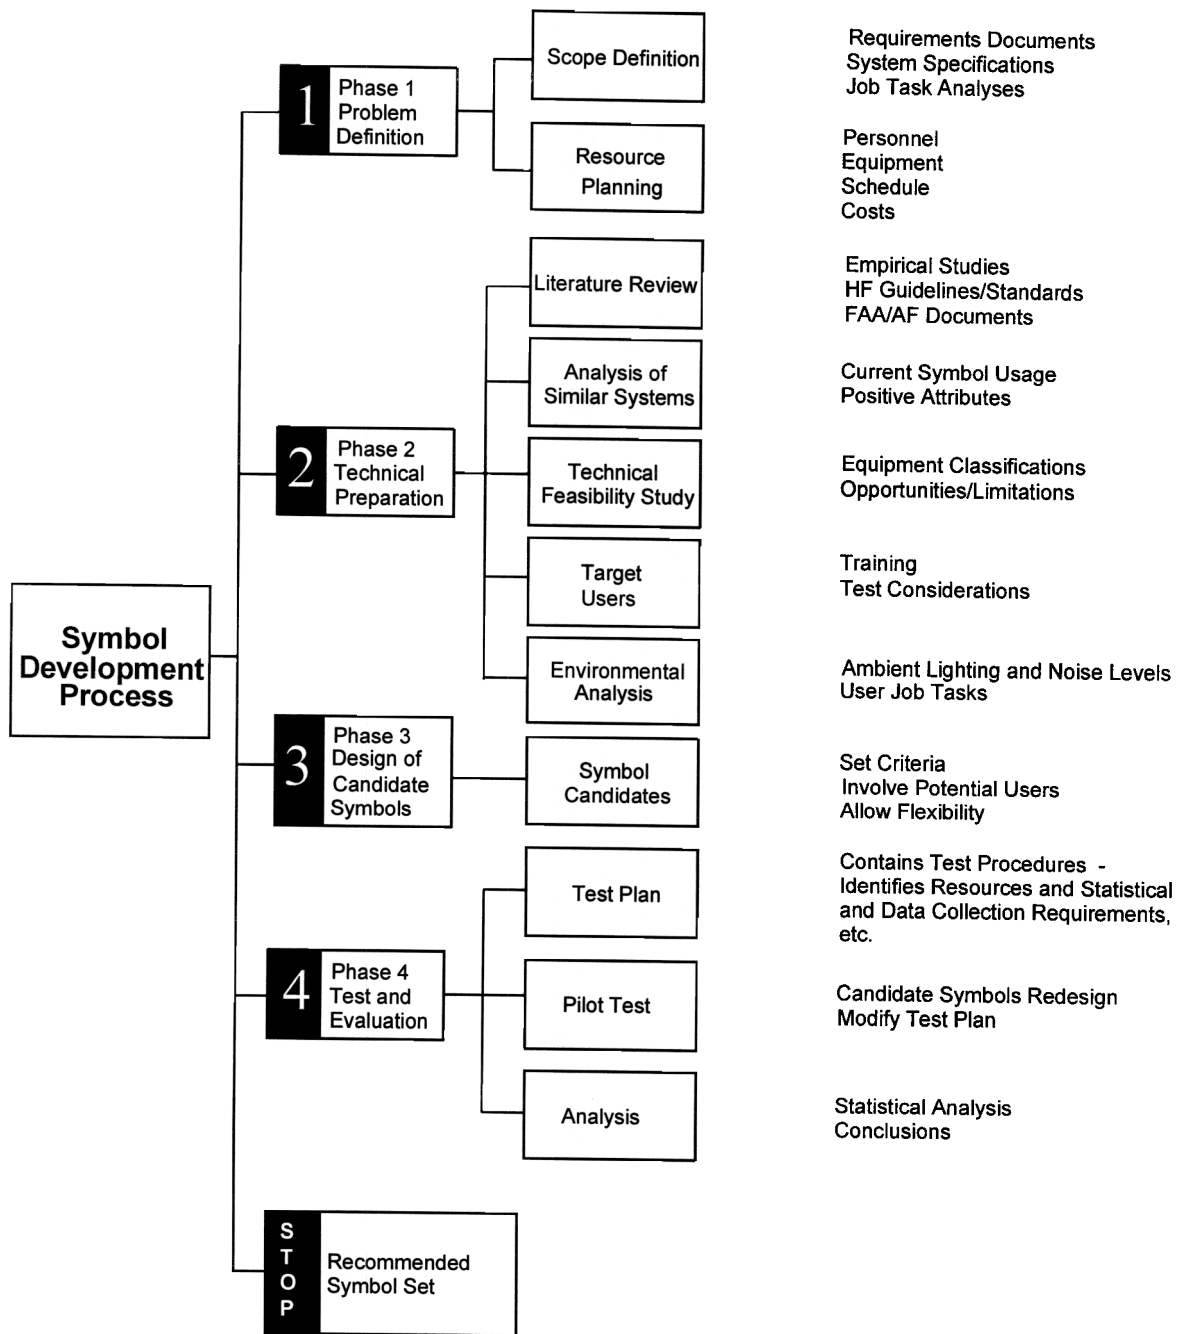 Scope Definition
Requirements Documents
System Specifications
Job Task Analyses
1
Phase 1
Problem
Definition
Resource
Planning
Personnel
Equipment
Schedule
Costs
Literature Review
Empirical Studies
HF Guidelines/Standards
FAA/AF Documents
Analysis of
Similar Systems
Current Symbol Usage
Positive Attributes
2
Phase 2
Technical
Preparation
Technical
Feasibility Study
Equipment Classifications
Opportunities/Limitations
Target
Users
Training
Test Considerations
Symbol
Development
Process
Environmental
Analysis
Ambient Lighting and Noise Levels
User Job Tasks
3
Phase 3
Design of
Candidate
Symbols
Symbol
Candidates
Set Criteria
Involve Potential Users
Allow Flexibility
Test Plan
Contains Test Procedures -
Identifies Resources and Statistical
and Data Collection Requirements,
etc.
4
Phase 4
Test and
Evaluation
Pilot Test
Candidate Symbols Redesign
Modify Test Plan
Analysis
Statistical Analysis
Conclusions
S
T
O
P
Recommended
Symbol Set